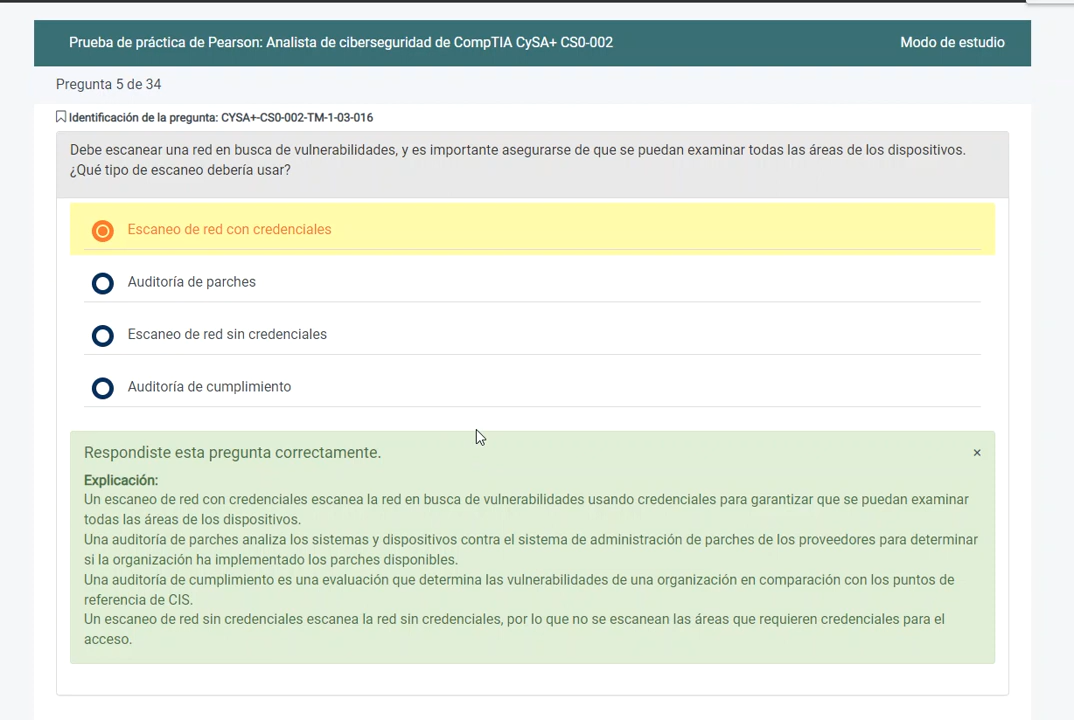 Prueba de práctica de Pearson: Analista de ciberseguridad de CompTIA CySA+ CS0-002
Modo de estudio
Pregunta 5 de 34
Identificación de la pregunta: CYSA+-CS0-002-TM-1-03-016
Debe escanear una red en busca de vulnerabilidades, y es importante asegurarse de que se puedan examinar todas las áreas de los dispositivos.
¿Qué tipo de escaneo debería usar?
Escaneo de red con credenciales
Auditoría de parches
Escaneo de red sin credenciales
Auditoría de cumplimiento
Respondiste esta pregunta correctamente.
×
Explicación:
Un escaneo de red con credenciales escanea la red en busca de vulnerabilidades usando credenciales para garantizar que se puedan examinar
todas las áreas de los dispositivos.
Una auditoría de parches analiza los sistemas y dispositivos contra el sistema de administración de parches de los proveedores para determinar
si la organización ha implementado los parches disponibles.
Una auditoría de cumplimiento es una evaluación que determina las vulnerabilidades de una organización en comparación con los puntos de
referencia de CIS.
Un escaneo de red sin credenciales escanea la red sin credenciales, por lo que no se escanean las áreas que requieren credenciales para el
acceso.